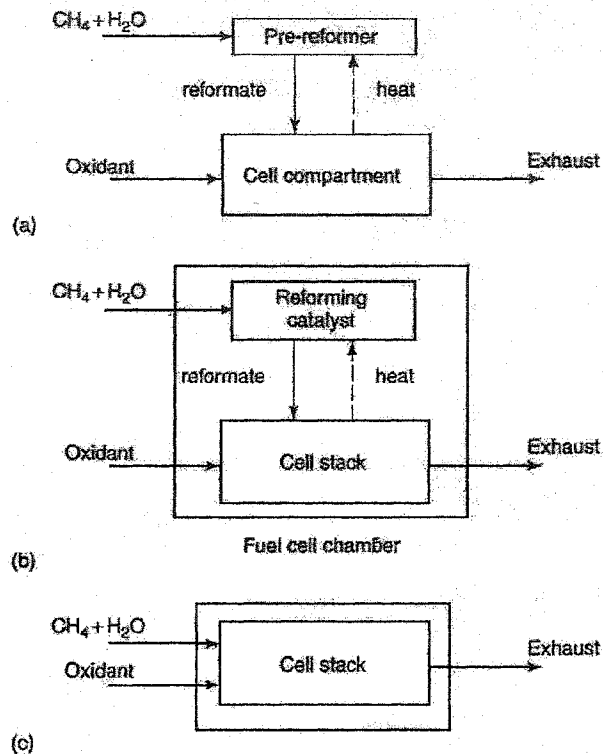 CH₄ + H₂O
Pre-reformer
reformate
heat
Oxidant
Cell compartment
Exhaust
(a)
CH₄ + H₂O
Reforming
catalyst
reformate
heat
Oxidant
Cell stack
Exhaust
Fuel cell chamber
(b)
CH₄ + H₂O
Oxidant
Cell stack
Exhaust
(c)